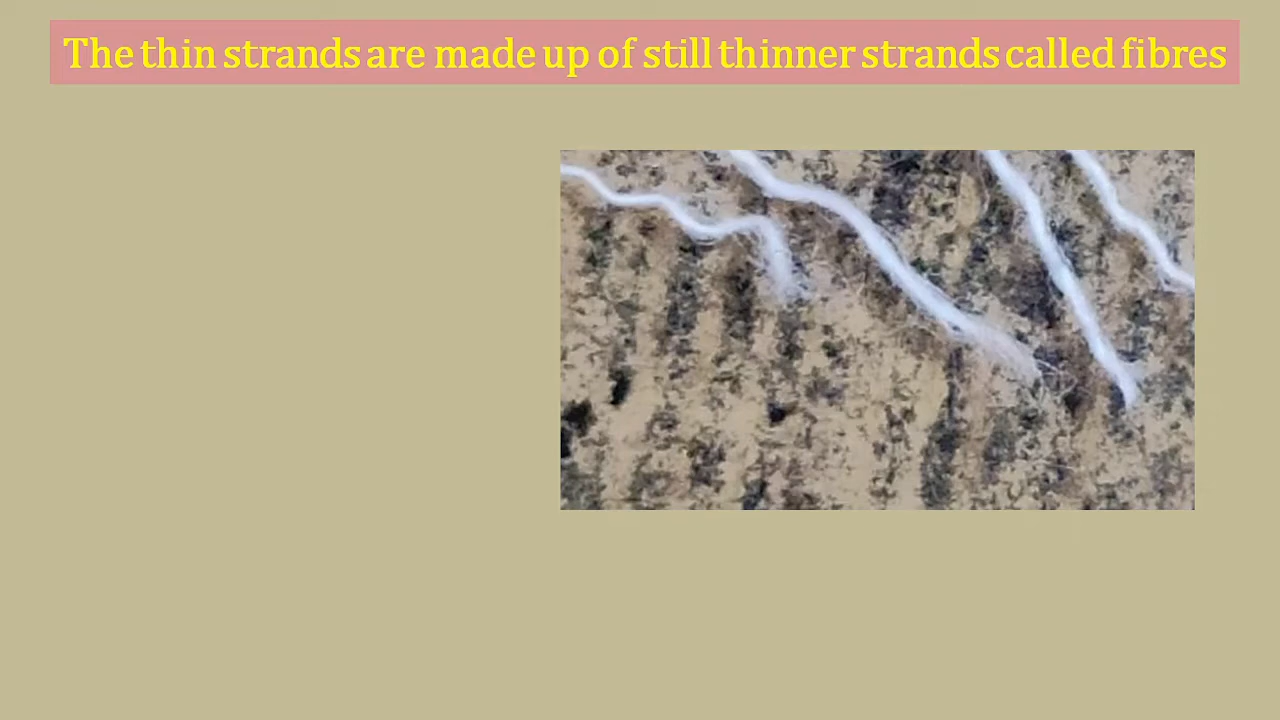 The thin strands are made up of still thinner strands called fibres